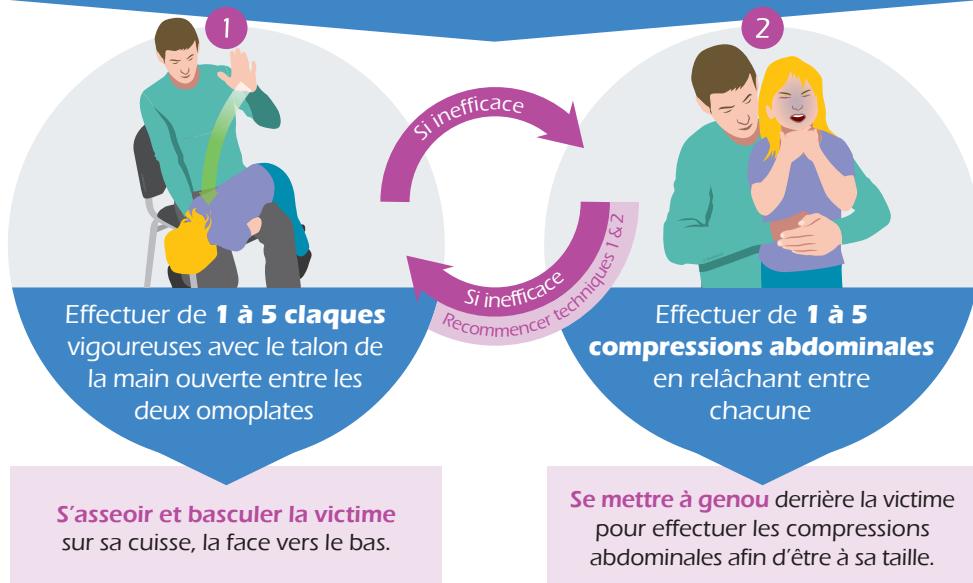 1
2
Si inefficace
Si inefficace
Recommencer techniques 1 & 2
Effectuer de 1 à 5 claques
vigoureuses avec le talon de
la main ouverte entre les
deux omoplates
Effectuer de 1 à 5
compressions abdominales
en relâchant entre
chacune
S'asseoir et basculer la victime
sur sa cuisse, la face vers le bas.
Se mettre à genou derrière la victime
pour effectuer les compressions
abdominales afin d'être à sa taille.